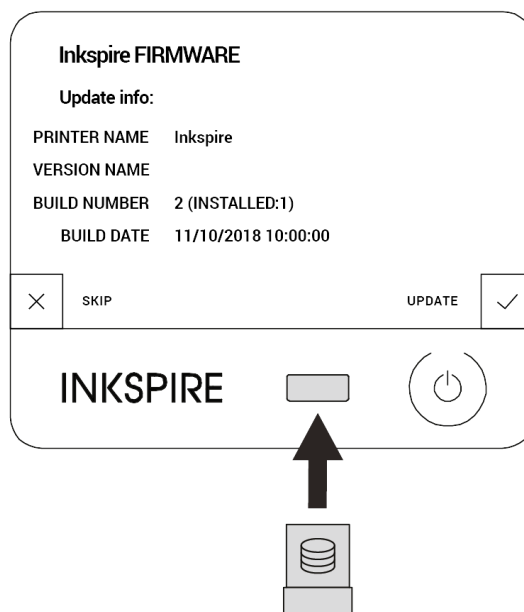 Inkspire FIRMWARE
Update info:
PRINTER NAME Inkspire
VERSION NAME
BUILD NUMBER 2 (INSTALLED:1)
BUILD DATE 11/10/2018 10:00:00
SKIP UPDATE
INKSPIRE